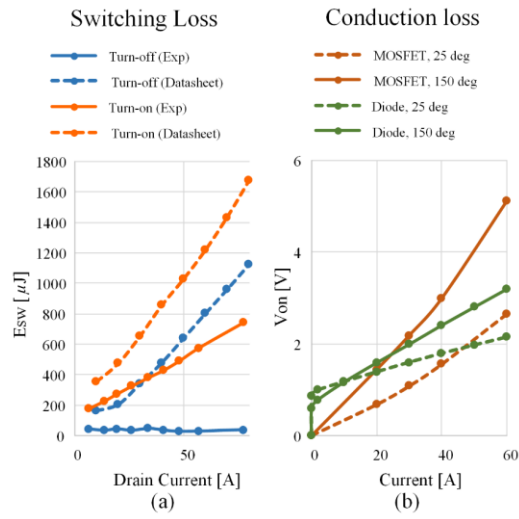 Switching Loss
Turn-off (Exp)
Turn-off (Datasheet)
Turn-on (Exp)
Turn-on (Datasheet)
1800
1600
1400
1200
1000
800
600
400
200
0
Esw [μJ]
0 50
Drain Current [A]
(a)
Conduction loss
MOSFET, 25 deg
MOSFET, 150 deg
Diode, 25 deg
Diode, 150 deg
6
4
2
0
Von [V]
0 20 40 60
Current [A]
(b)